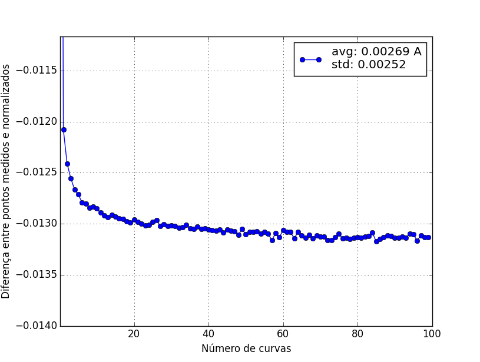 Diferença entre pontos medidos e normalizados
−0.0115
−0.0120
−0.0125
−0.0130
−0.0135
−0.0140
avg: 0.00269 A
std: 0.00252
20
40
60
80
100
Número de curvas